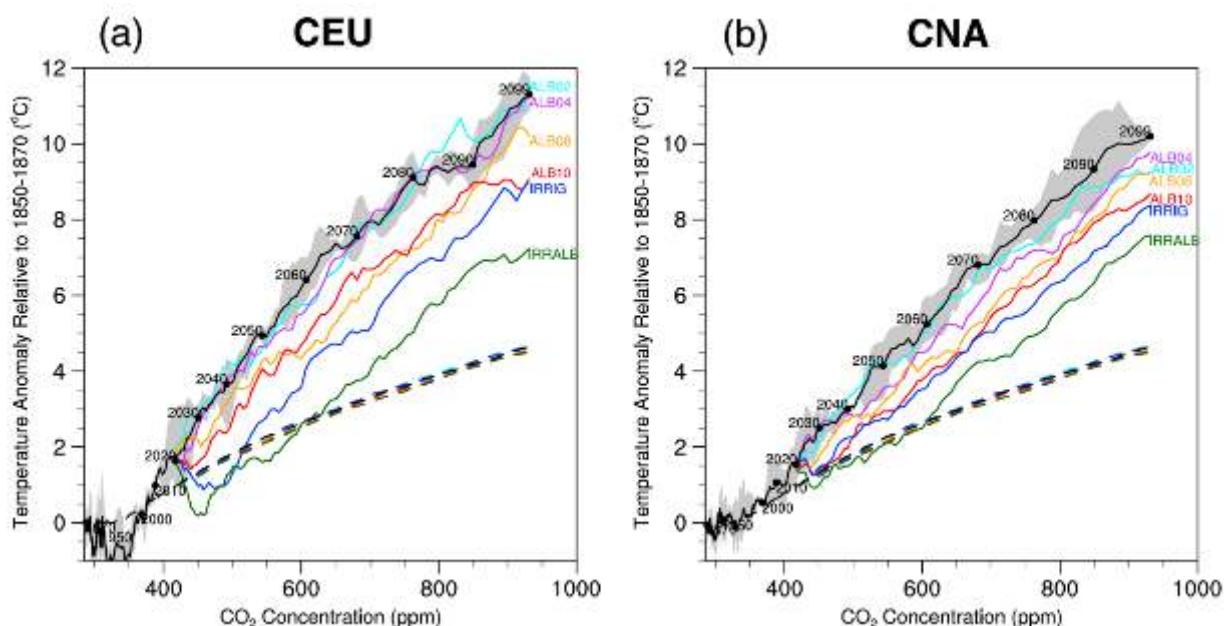 (a) CEU
(b) CNA
Temperature Anomaly Relative to 1850-1870 (°C)
12
10
8
6
4
2
0
2000
2010
2020
2030
2040
2050
2060
2070
2080
2090
2099
ALB02
ALB04
ALB06
ALB10
IRRIG
IRRALB
400 600 800 1000
CO2 Concentration (ppm)
Temperature Anomaly Relative to 1850-1870 (°C)
12
10
8
6
4
2
0
2000
2010
2020
2030
2040
2050
2060
2070
2080
2090
2099
ALB04
ALB02
ALB06
ALB10
IRRIG
IRRALB
400 600 800 1000
CO2 Concentration (ppm)